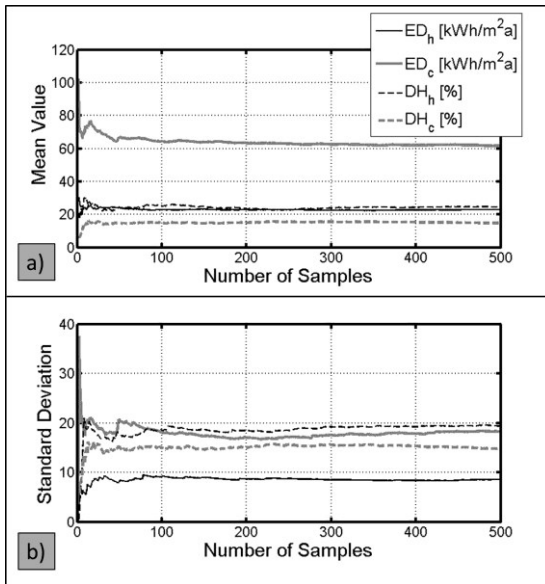 ED_h [kWh/m²a]
ED_c [kWh/m²a]
DH_h [%]
DH_c [%]
120
100
80
60
40
20
0
Mean Value
0 100 200 300 400 500
Number of Samples
a)
40
30
20
10
0
Standard Deviation
0 100 200 300 400 500
Number of Samples
b)